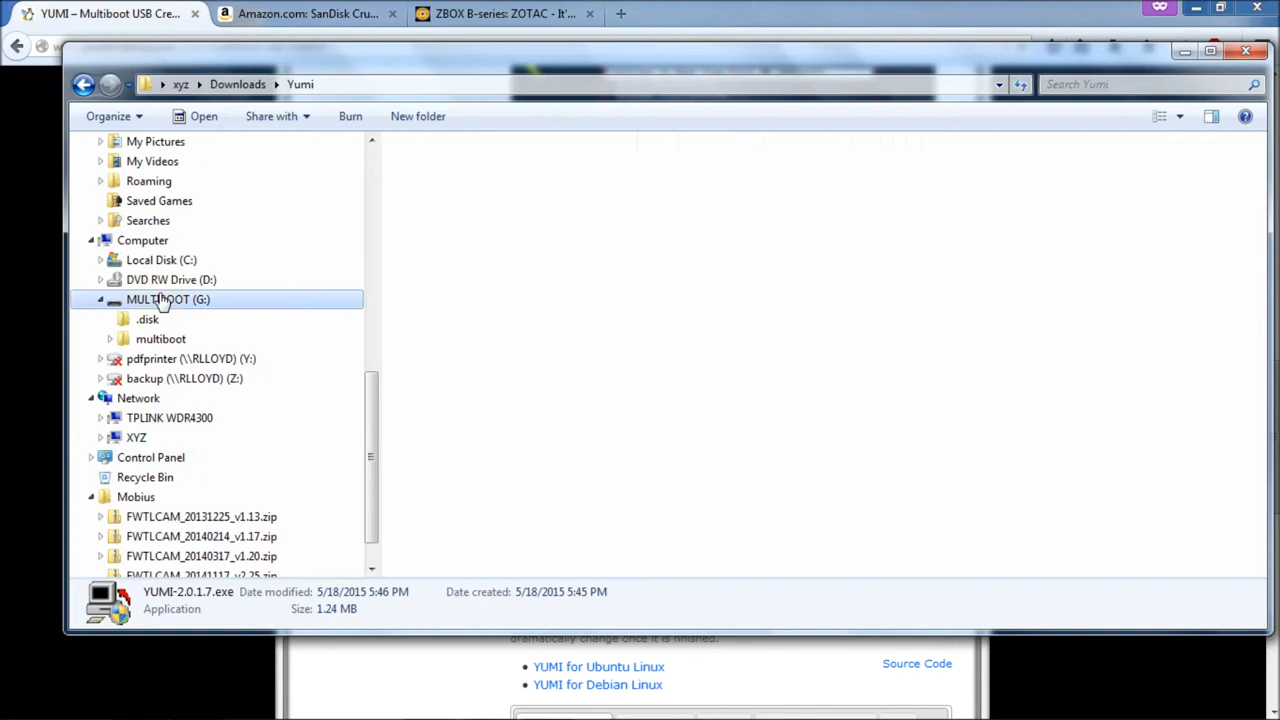 YUMI – Multiboot USB Cre...
Amazon.com: SanDisk Cru...
ZBOX B-series: ZOTAC - It'...
xyz Downloads Yumi
Search Yumi
Organize Open Share with Burn New folder
My Pictures
My Videos
Roaming
Saved Games
Searches
Computer
Local Disk (C:)
DVD RW Drive (D:)
MULTIBOOT (G:)
.disk
multiboot
pdfprinter (\\RLLOYD) (Y:)
backup (\\RLLOYD) (Z:)
Network
TPLINK WDR4300
XYZ
Control Panel
Recycle Bin
Mobius
FWTLCAM_20131225_v1.13.zip
FWTLCAM_20140214_v1.17.zip
FWTLCAM_20140317_v1.20.zip
FWTLCAM_20141117_v2.25.zip
YUMI-2.0.1.7.exe Date modified: 5/18/2015 5:46 PM Date created: 5/18/2015 5:45 PM
Application Size: 1.24 MB
dramatically change once it is finished.
YUMI for Ubuntu Linux
Source Code
YUMI for Debian Linux